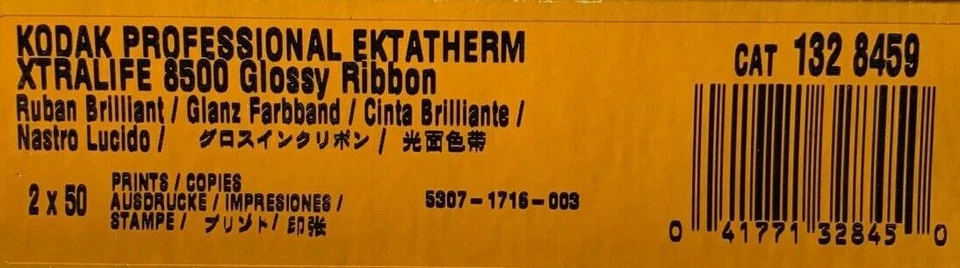 KODAK PROFESSIONAL EKTATHERM
XTRALIFE 8500 Glossy Ribbon
Ruban Brilliant / Glanz Farbband / Cinta Brilliante /
Nastro Lucido / グロスインクリボン / 光面色帯
2 x 50
PRINTS / COPIES
AUSDRUCKE / IMPRESIONES /
STAMPE / プリント / 印张
5307-1716-003
CAT 132 8459
0 41771 32845 0